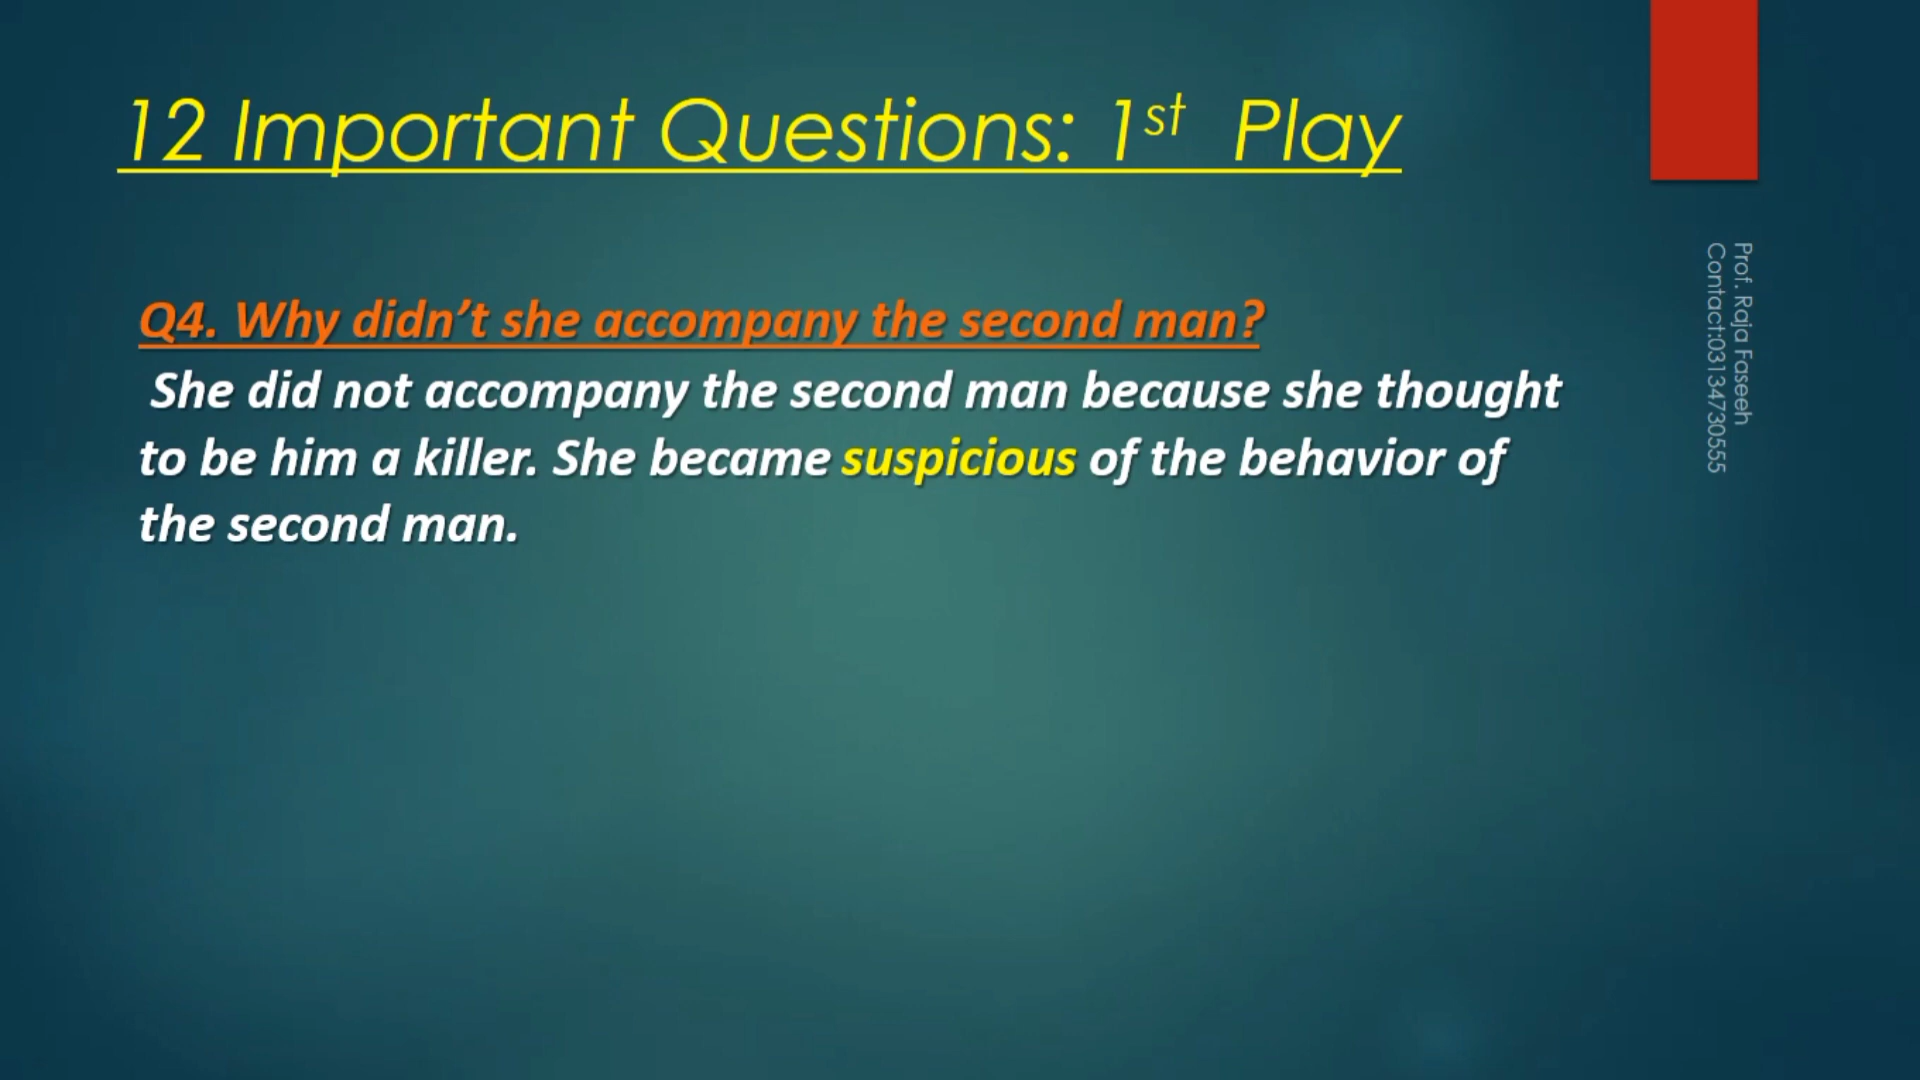 12 Important Questions: 1st Play
Q4. Why didn’t she accompany the second man?
She did not accompany the second man because she thought
to be him a killer. She became suspicious of the behavior of
the second man.
Prof. Raja Faseeh
Contact:03134730555